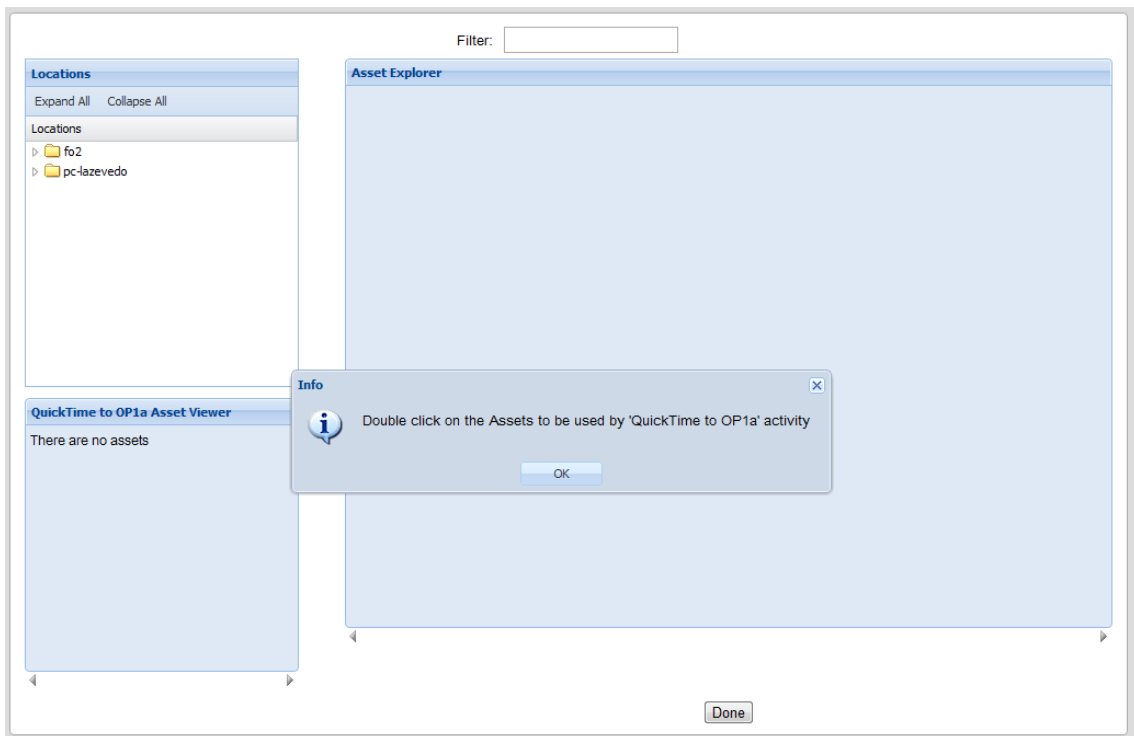 Filter:
Locations
Asset Explorer
Expand All Collapse All
Locations
fo2
pc-lazevedo
Info
Double click on the Assets to be used by 'QuickTime to OP1a' activity
OK
QuickTime to OP1a Asset Viewer
There are no assets
Done